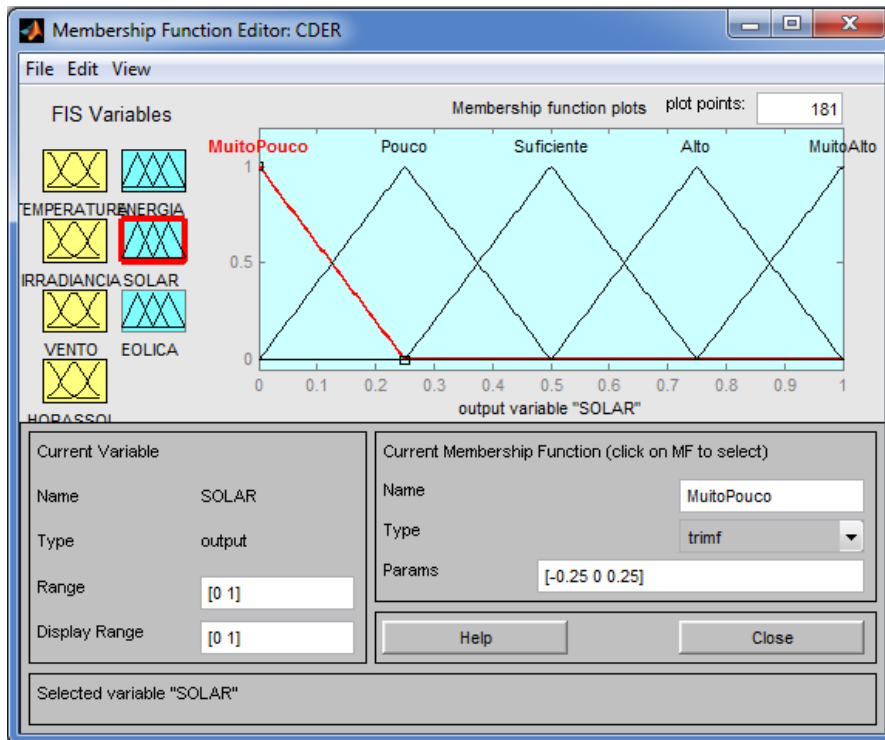 Membership Function Editor: CDER
File Edit View
FIS Variables
Membership function plots
plot points:
181
MuitoPouco Pouco Suficiente Alto MuitoAlto
1
0.5
0
0 0.1 0.2 0.3 0.4 0.5 0.6 0.7 0.8 0.9 1
output variable "SOLAR"
TEMPERATURA ENERGIA
IRRADIANCIA SOLAR
VENTO EOLICA
HORASSOL
Current Variable
Name SOLAR
Type output
Range [0 1]
Display Range [0 1]
Current Membership Function (click on MF to select)
Name MuitoPouco
Type trimf
Params [-0.25 0 0.25]
Help Close
Selected variable "SOLAR"